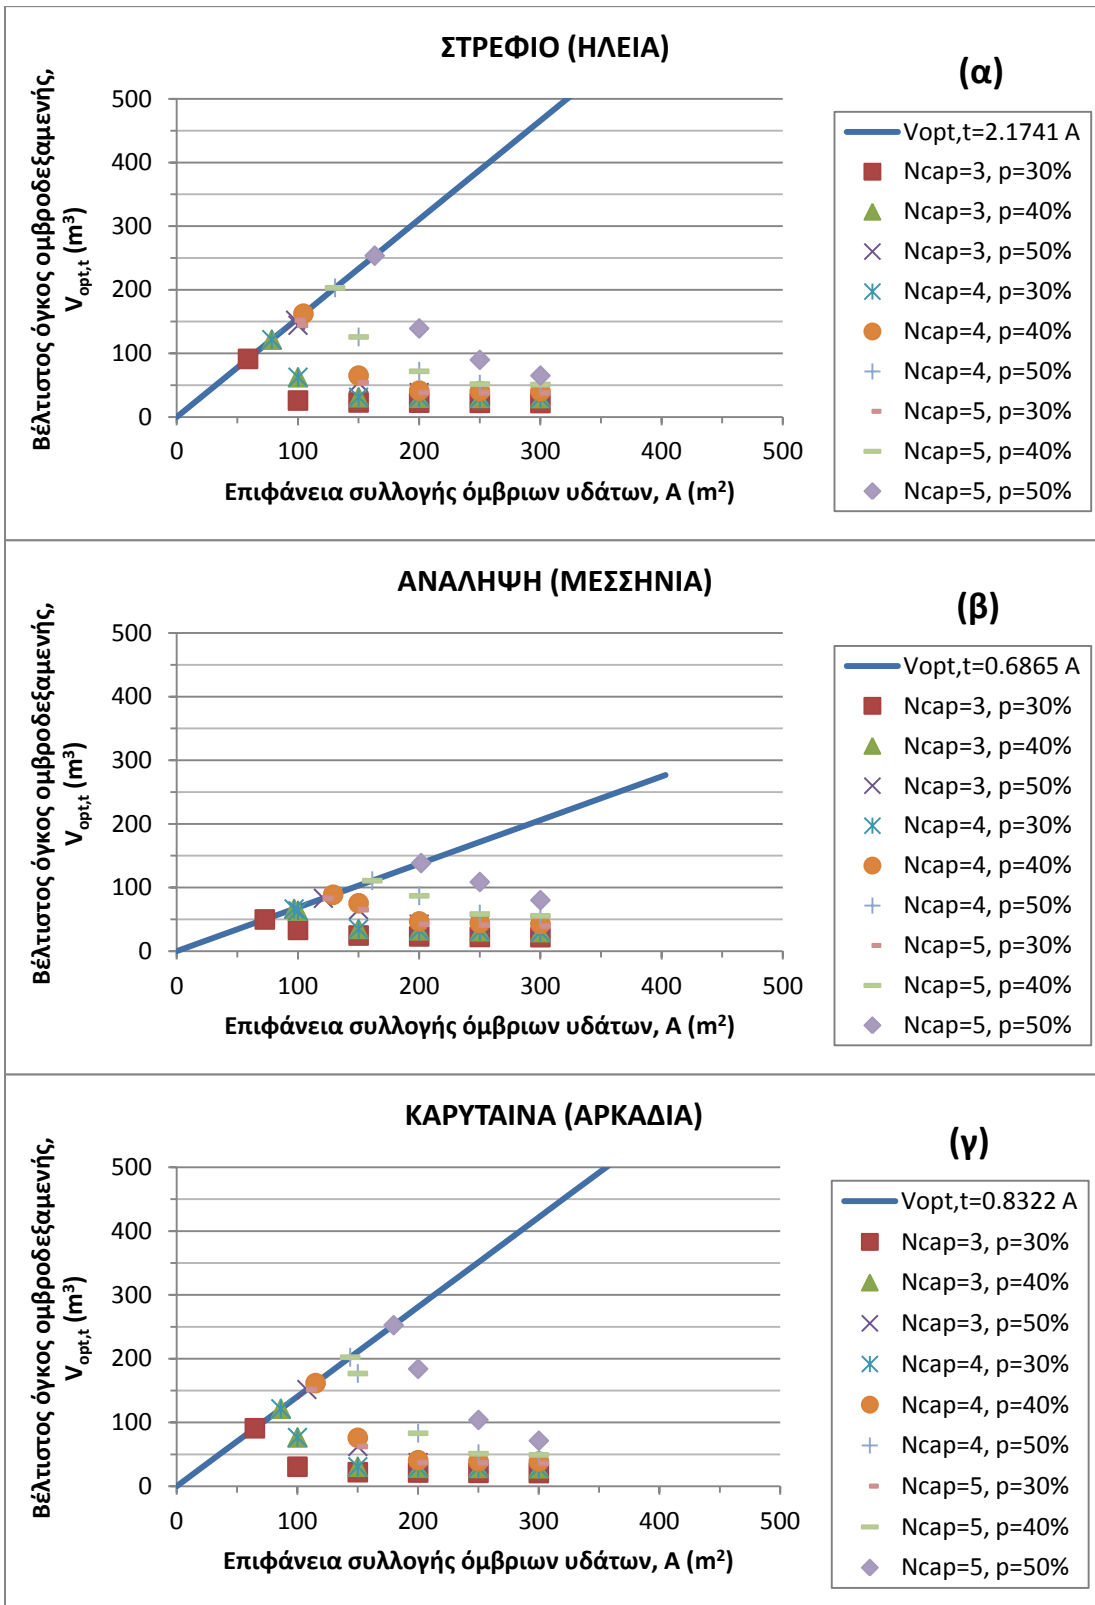 ΣΤΡΕΦΙΟ (ΗΛΕΙΑ)
(α)
Βέλτιστος όγκος ομβροδεξαμενής,
Vopt,t (m³)
500
400
300
200
100
0
0 100 200 300 400 500
Επιφάνεια συλλογής όμβριων υδάτων, Α (m²)
Vopt,t=2.1741 A
Ncap=3, p=30%
Ncap=3, p=40%
Ncap=3, p=50%
Ncap=4, p=30%
Ncap=4, p=40%
Ncap=4, p=50%
Ncap=5, p=30%
Ncap=5, p=40%
Ncap=5, p=50%
ΑΝΑΛΗΨΗ (ΜΕΣΣΗΝΙΑ)
(β)
Βέλτιστος όγκος ομβροδεξαμενής,
Vopt,t (m³)
500
400
300
200
100
0
0 100 200 300 400 500
Επιφάνεια συλλογής όμβριων υδάτων, Α (m²)
Vopt,t=0.6865 A
Ncap=3, p=30%
Ncap=3, p=40%
Ncap=3, p=50%
Ncap=4, p=30%
Ncap=4, p=40%
Ncap=4, p=50%
Ncap=5, p=30%
Ncap=5, p=40%
Ncap=5, p=50%
ΚΑΡΥΤΑΙΝΑ (ΑΡΚΑΔΙΑ)
(γ)
Βέλτιστος όγκος ομβροδεξαμενής,
Vopt,t (m³)
500
400
300
200
100
0
0 100 200 300 400 500
Επιφάνεια συλλογής όμβριων υδάτων, Α (m²)
Vopt,t=0.8322 A
Ncap=3, p=30%
Ncap=3, p=40%
Ncap=3, p=50%
Ncap=4, p=30%
Ncap=4, p=40%
Ncap=4, p=50%
Ncap=5, p=30%
Ncap=5, p=40%
Ncap=5, p=50%